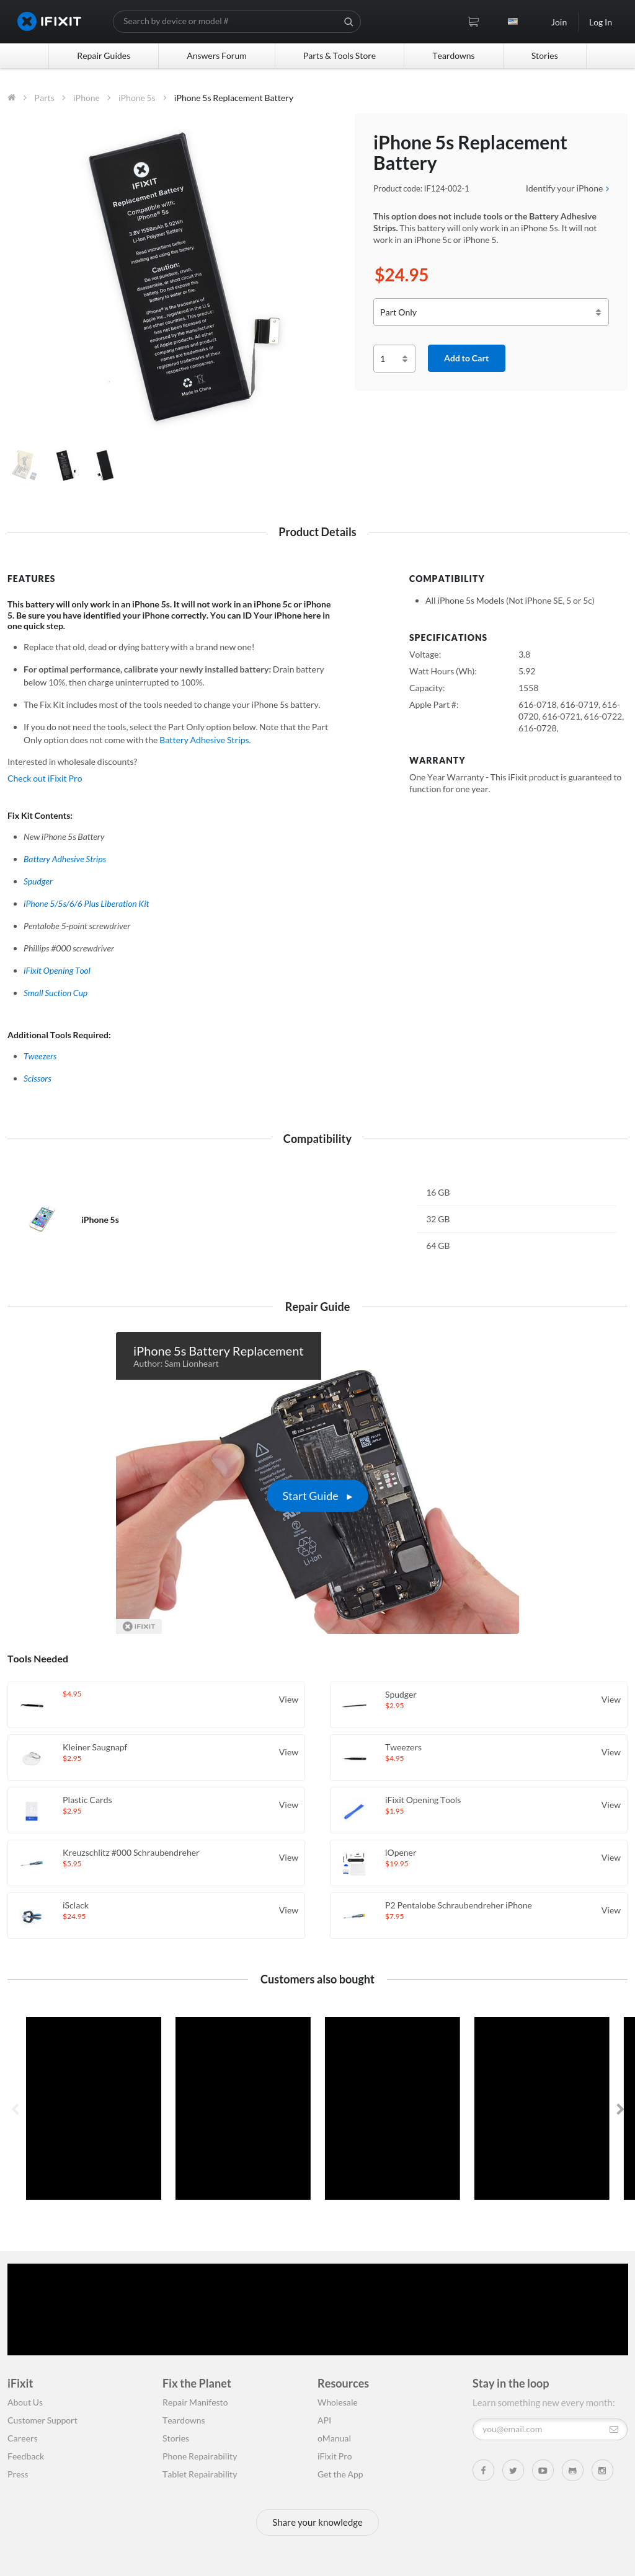 IFIXIT
Search by device or model #
Join
Log In
Repair Guides
Answers Forum
Parts & Tools Store
Teardowns
Stories
Parts
iPhone
iPhone 5s
iPhone 5s Replacement Battery
IFIXIT
Replacement Battery
Compatible with:
iPhone® 5s
3.8V 1558mAh 5.92Wh
Li-ion Polymer Battery
Read instructions before
installing and using battery
Caution:
Do not puncture, crush,
disassemble, or short circuit.
Do not dispose of battery in fire.
Do not expose the
battery to water or fire.
iPhone® is the trademark of
Apple Inc., registered in the U.S.
and other countries. iFixit is not
licensed, endorsed,
associated, or sponsored
by the manufacturer
of Apple products. All
product names are
trademarks of their
respective companies.
Made in China
iPhone 5s Replacement
Battery
Product code: IF124-002-1
Identify your iPhone
This option does not include tools or the Battery Adhesive
Strips. This battery will only work in an iPhone 5s. It will not
work in an iPhone 5c or iPhone 5.
$24.95
Part Only
1
Add to Cart
Product Details
FEATURES
This battery will only work in an iPhone 5s. It will not work in an iPhone 5c or iPhone
5. Be sure you have identified your iPhone correctly. You can ID Your iPhone here in
one quick step.
Replace that old, dead or dying battery with a brand new one!
For optimal performance, calibrate your newly installed battery: Drain battery
below 10%, then charge uninterrupted to 100%.
The Fix Kit includes most of the tools needed to change your iPhone 5s battery.
If you do not need the tools, select the Part Only option below. Note that the Part
Only option does not come with the Battery Adhesive Strips.
Interested in wholesale discounts?
Check out iFixit Pro
Fix Kit Contents:
New iPhone 5s Battery
Battery Adhesive Strips
Spudger
iPhone 5/5s/6/6 Plus Liberation Kit
Pentalobe 5-point screwdriver
Phillips #000 screwdriver
iFixit Opening Tool
Small Suction Cup
Additional Tools Required:
Tweezers
Scissors
COMPATIBILITY
All iPhone 5s Models (Not iPhone SE, 5 or 5c)
SPECIFICATIONS
Voltage: 3.8
Watt Hours (Wh): 5.92
Capacity: 1558
Apple Part #: 616-0718, 616-0719, 616-
0720, 616-0721, 616-0722,
616-0728,
WARRANTY
One Year Warranty - This iFixit product is guaranteed to
function for one year.
Compatibility
iPhone 5s
16 GB
32 GB
64 GB
Repair Guide
iPhone 5s Battery Replacement
Author: Sam Lionheart
Start Guide
Li-ion
IFIXIT
Tools Needed
$4.95
View
Spudger
$2.95
View
Kleiner Saugnapf
$2.95
View
Tweezers
$4.95
View
Plastic Cards
$2.95
View
iFixit Opening Tools
$1.95
View
Kreuzschlitz #000 Schraubendreher
$5.95
View
iOpener
$19.95
View
iSclack
$24.95
View
P2 Pentalobe Schraubendreher iPhone
$7.95
View
Customers also bought
iFixit
About Us
Customer Support
Careers
Feedback
Press
Fix the Planet
Repair Manifesto
Teardowns
Stories
Phone Repairability
Tablet Repairability
Resources
Wholesale
API
oManual
iFixit Pro
Get the App
Stay in the loop
Learn something new every month:
you@email.com
Share your knowledge